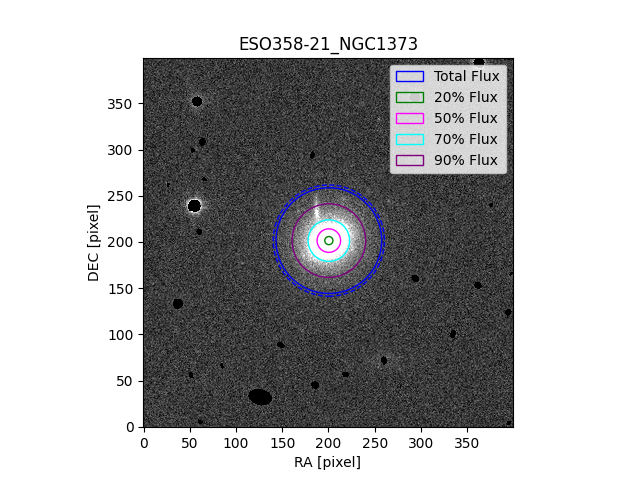 ESO358-21_NGC1373
Total Flux
20% Flux
50% Flux
70% Flux
90% Flux
350
300
250
200
150
100
50
0
DEC [pixel]
0 50 100 150 200 250 300 350
RA [pixel]